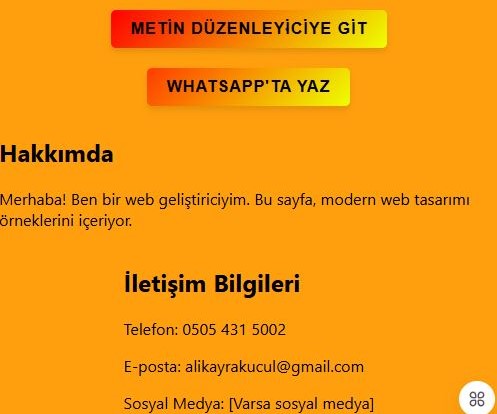 METİN DÜZENLEYİCİYE GİT
WHATSAPP'TA YAZ
Hakkımda
Merhaba! Ben bir web geliştiriciyim. Bu sayfa, modern web tasarımı
örneklerini içeriyor.
İletişim Bilgileri
Telefon: 0505 431 5002
E-posta: alikayrakucul@gmail.com
Sosyal Medya: [Varsa sosyal medya]